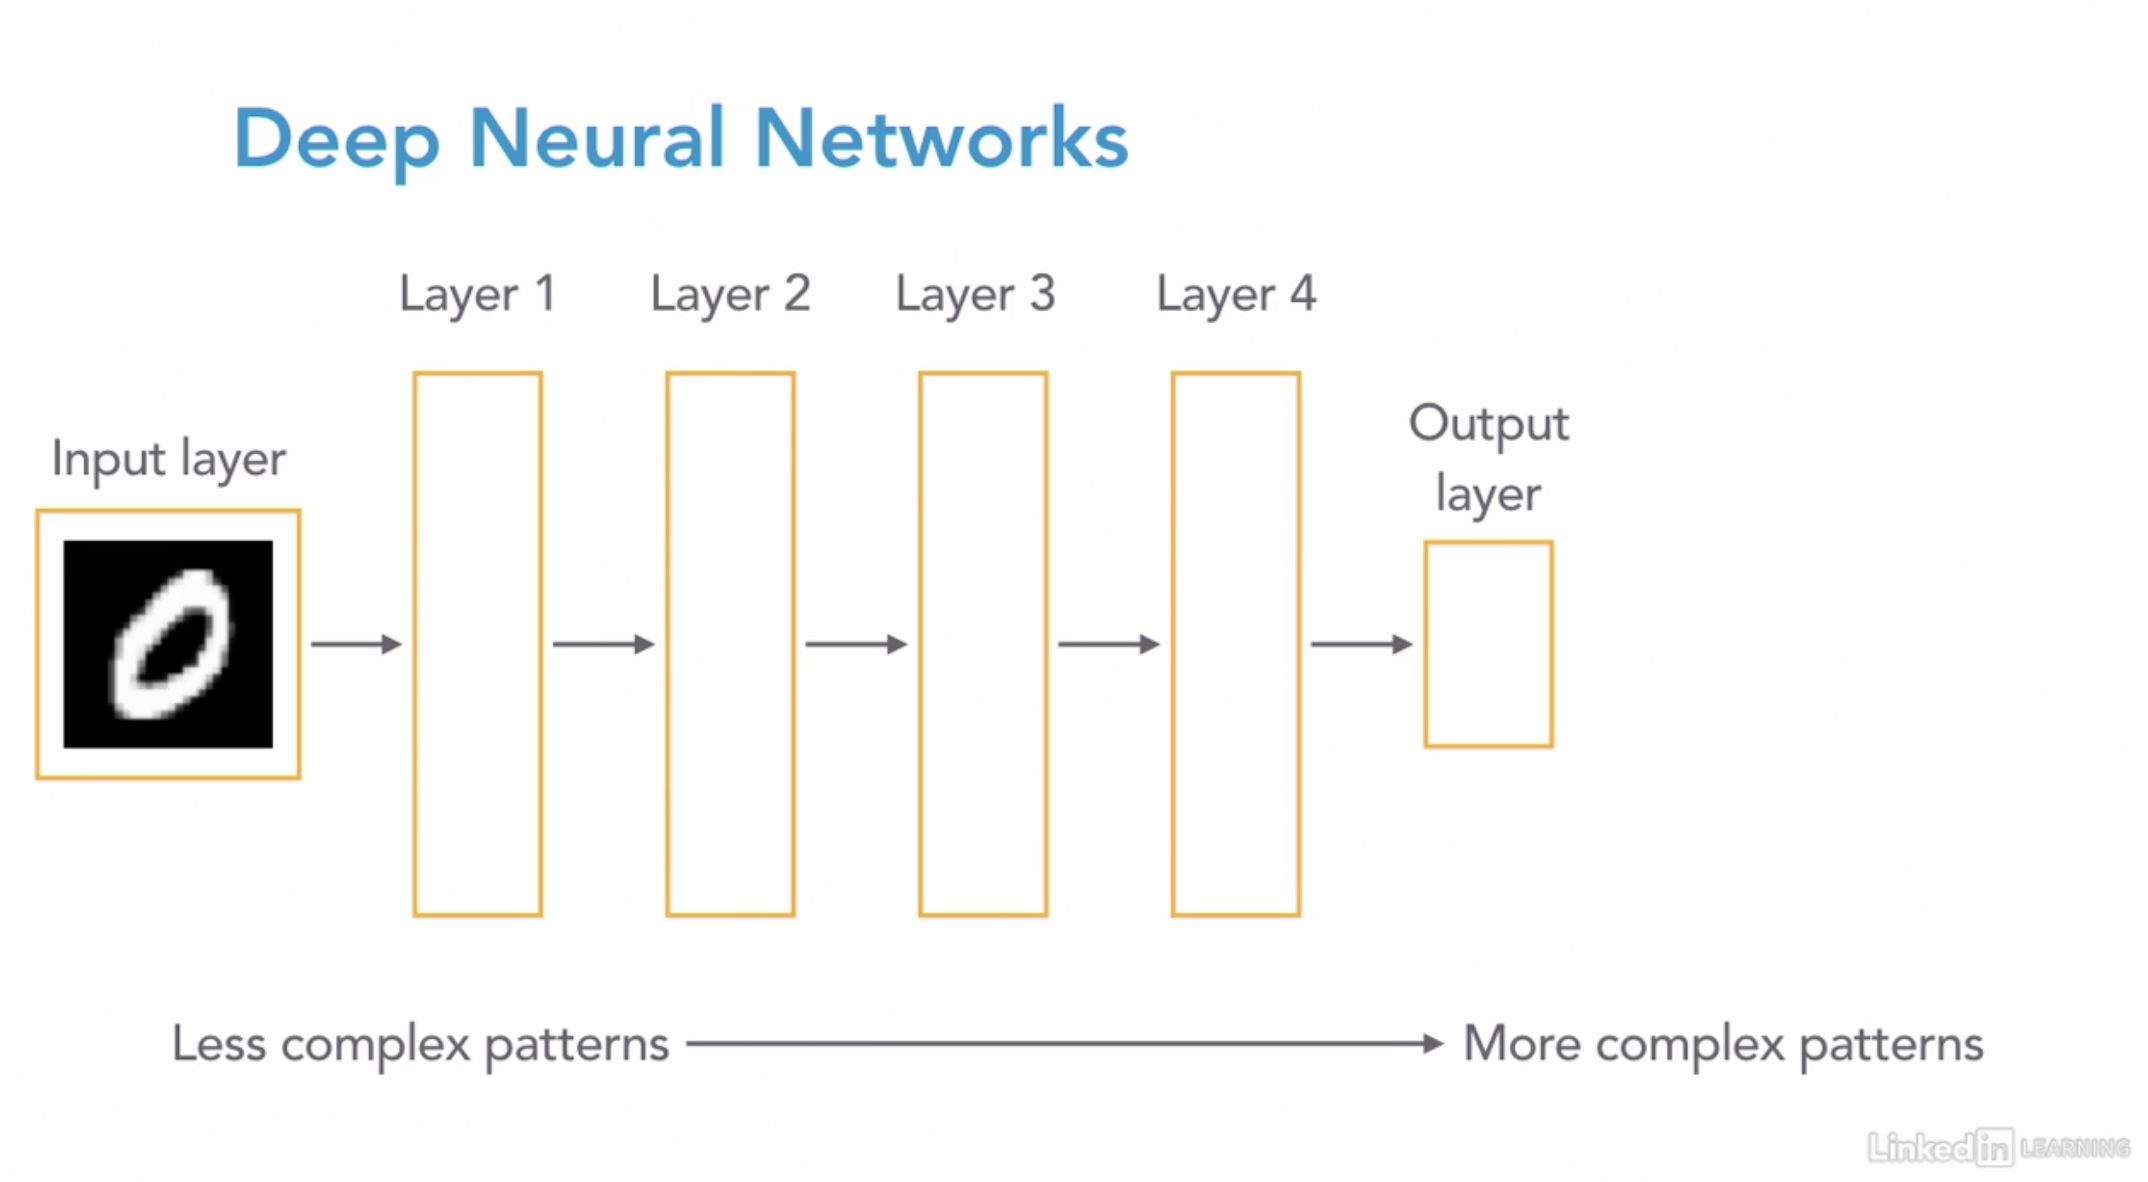 Deep Neural Networks
Layer 1
Layer 2
Layer 3
Layer 4
Input layer
0
Output
layer
Less complex patterns
More complex patterns
Linkedin LEARNING